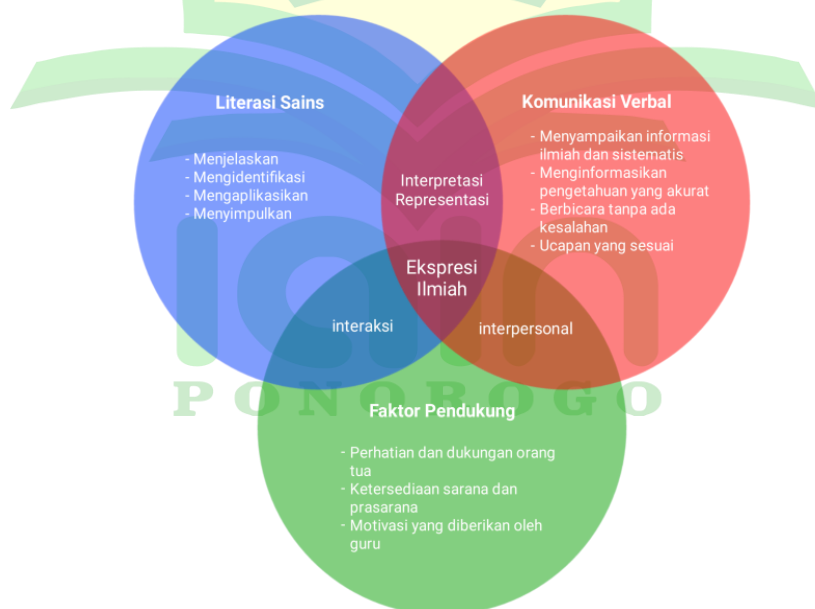 Literasi Sains
- Menjelaskan
- Mengidentifikasi
- Mengaplikasikan
- Menyimpulkan
Komunikasi Verbal
- Menyampaikan informasi
ilmiah dan sistematis
- Menginformasikan
pengetahuan yang akurat
- Berbicara tanpa ada
kesalahan
- Ucapan yang sesuai
Interpretasi
Representasi
Ekspresi
Ilmiah
interaksi
interpersonal
Faktor Pendukung
- Perhatian dan dukungan orang
tua
- Ketersediaan sarana dan
prasarana
- Motivasi yang diberikan oleh
guru
iain
PONOROGO